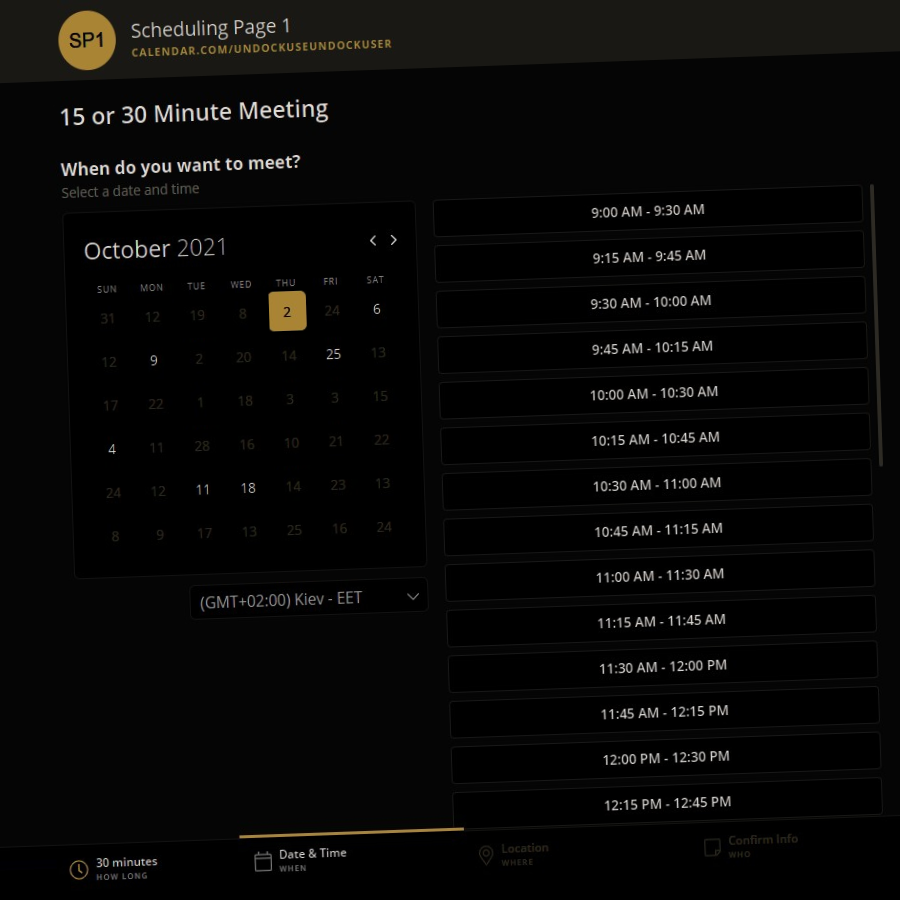 SP1
Scheduling Page 1
CALENDAR.COM/UNDOCKUSEUNDOCKUSER
15 or 30 Minute Meeting
When do you want to meet?
Select a date and time
October 2021
SUN MON TUE WED THU FRI SAT
31 12 19 8 2 24 6
12 9 2 20 14 25 13
17 22 1 18 3 3 15
4 11 28 16 10 21 22
24 12 11 18 14 23 13
8 9 17 13 25 16 24
(GMT+02:00) Kiev - EET
9:00 AM - 9:30 AM
9:15 AM - 9:45 AM
9:30 AM - 10:00 AM
9:45 AM - 10:15 AM
10:00 AM - 10:30 AM
10:15 AM - 10:45 AM
10:30 AM - 11:00 AM
10:45 AM - 11:15 AM
11:00 AM - 11:30 AM
11:15 AM - 11:45 AM
11:30 AM - 12:00 PM
11:45 AM - 12:15 PM
12:00 PM - 12:30 PM
12:15 PM - 12:45 PM
30 minutes
HOW LONG
Date & Time
WHEN
Location
WHERE
Confirm Info
WHO